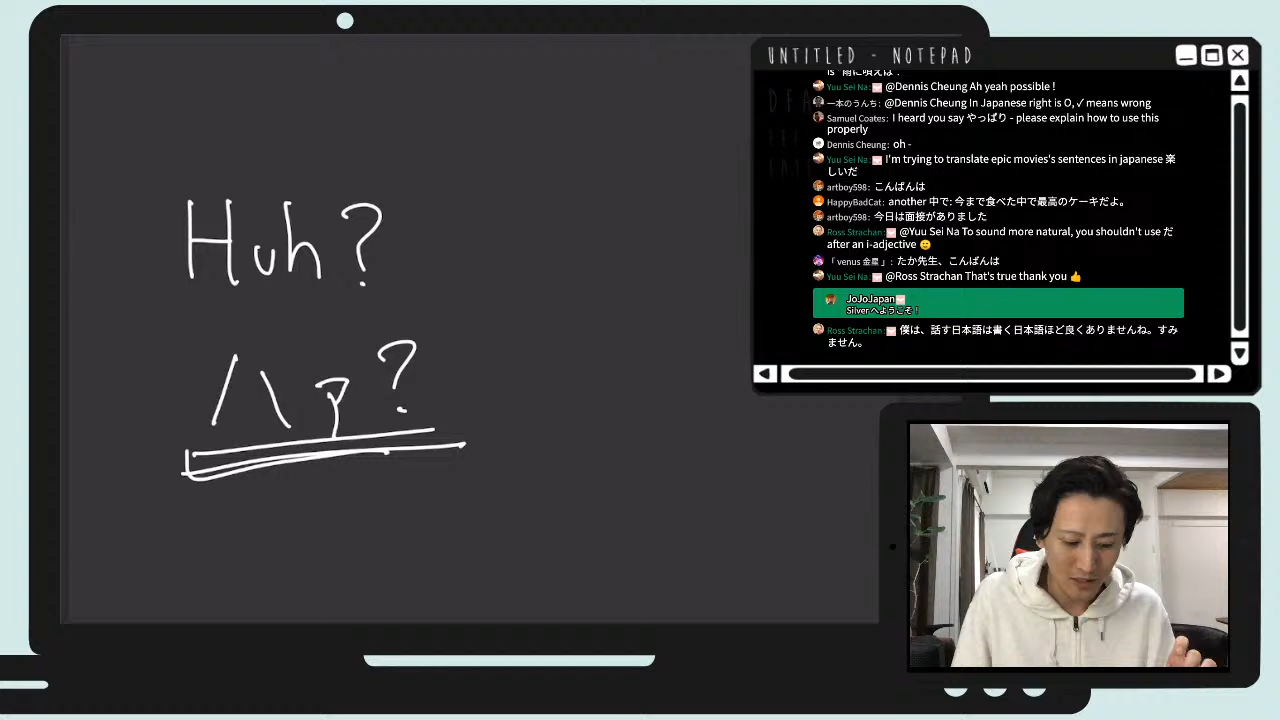 Huh?
ハァ?
UNTITLED - NOTEPAD
is "雨に唄えば".
Yuu Sei Na: @Dennis Cheung Ah yeah possible !
一本のうんち: @Dennis Cheung In Japanese right is O, ✓ means wrong
Samuel Coates: I heard you say やっぱり - please explain how to use this
properly
Dennis Cheung: oh -
Yuu Sei Na: I'm trying to translate epic movies's sentences in japanese 楽
しいだ
artboy598: こんばんは
HappyBadCat: another 中で: 今まで食べた中で最高のケーキだよ。
artboy598: 今日は面接がありました
Ross Strachan: @Yuu Sei Na To sound more natural, you shouldn't use だ
after an i-adjective 🙂
「 venus 金星 」: たか先生、こんばんは
Yuu Sei Na: @Ross Strachan That's true thank you 👍
JoJoJapan
Silverへようこそ！
Ross Strachan: 僕は、話す日本語は書く日本語ほど良くありませんね。すみ
ません。